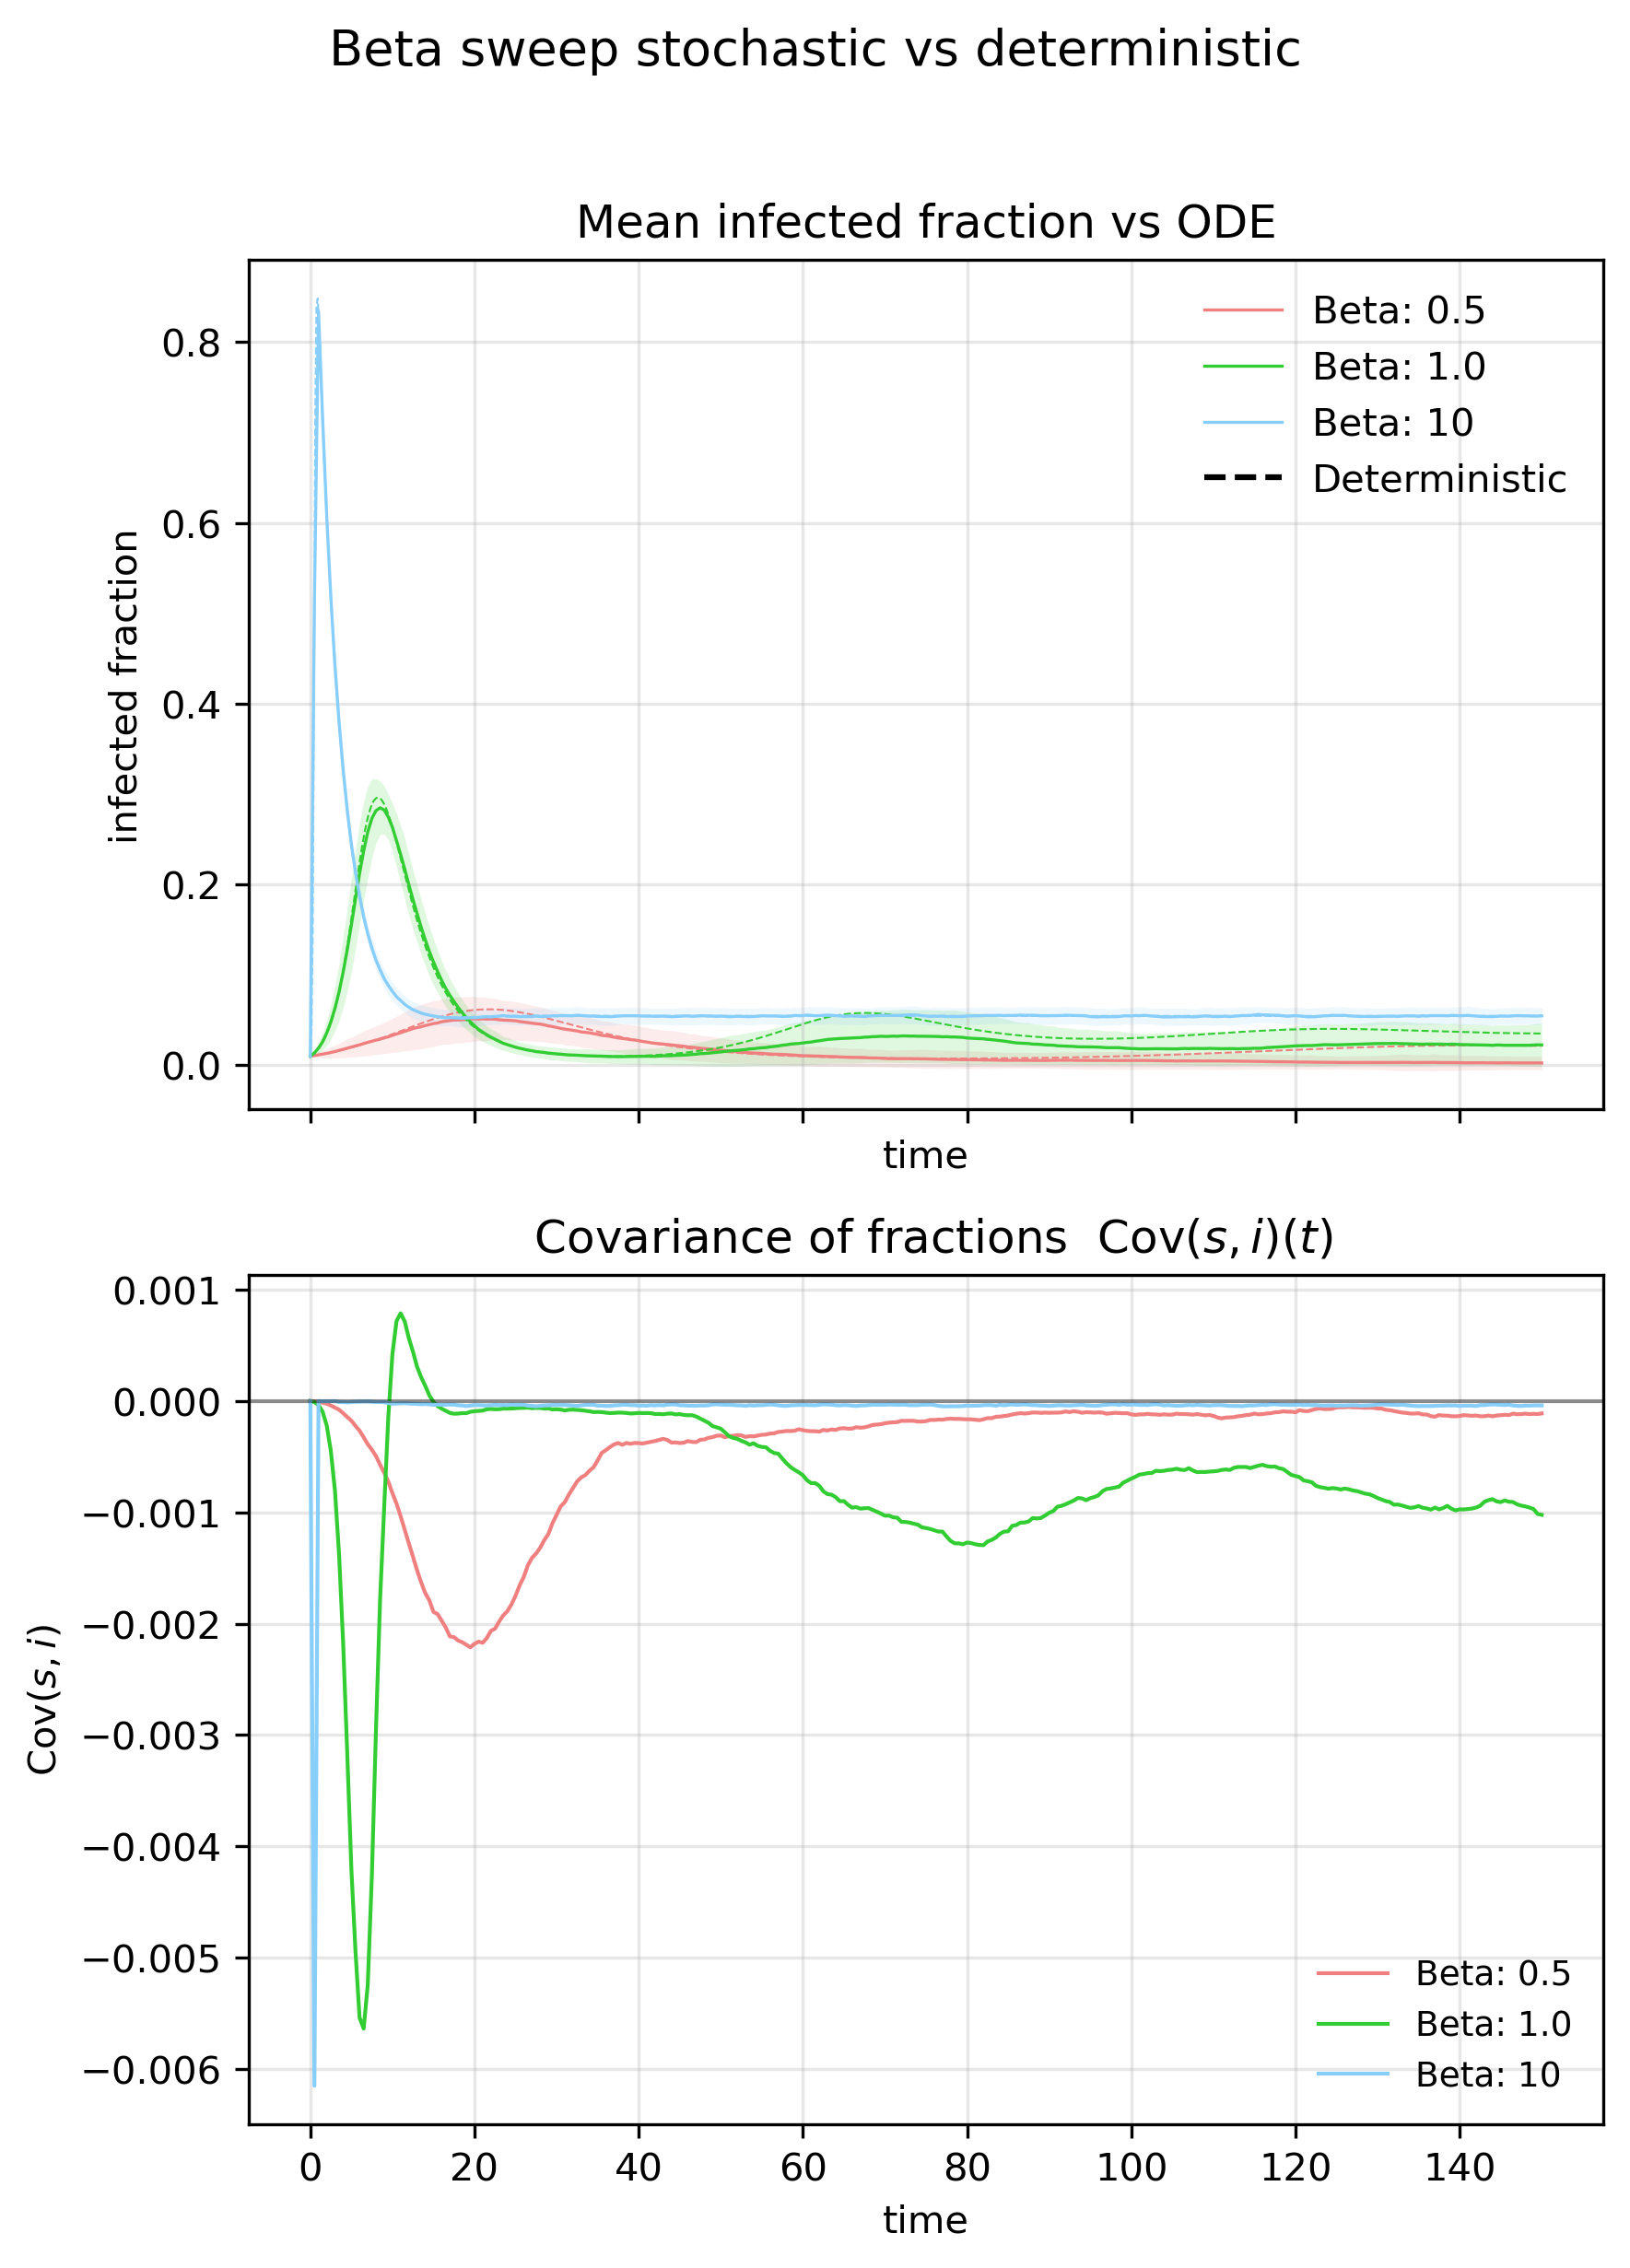 Beta sweep stochastic vs deterministic
Mean infected fraction vs ODE
infected fraction
0.8
0.6
0.4
0.2
0.0
Beta: 0.5
Beta: 1.0
Beta: 10
Deterministic
time
Covariance of fractions Cov(s, i)(t)
Cov(s, i)
0.001
0.000
−0.001
−0.002
−0.003
−0.004
−0.005
−0.006
Beta: 0.5
Beta: 1.0
Beta: 10
0 20 40 60 80 100 120 140
time